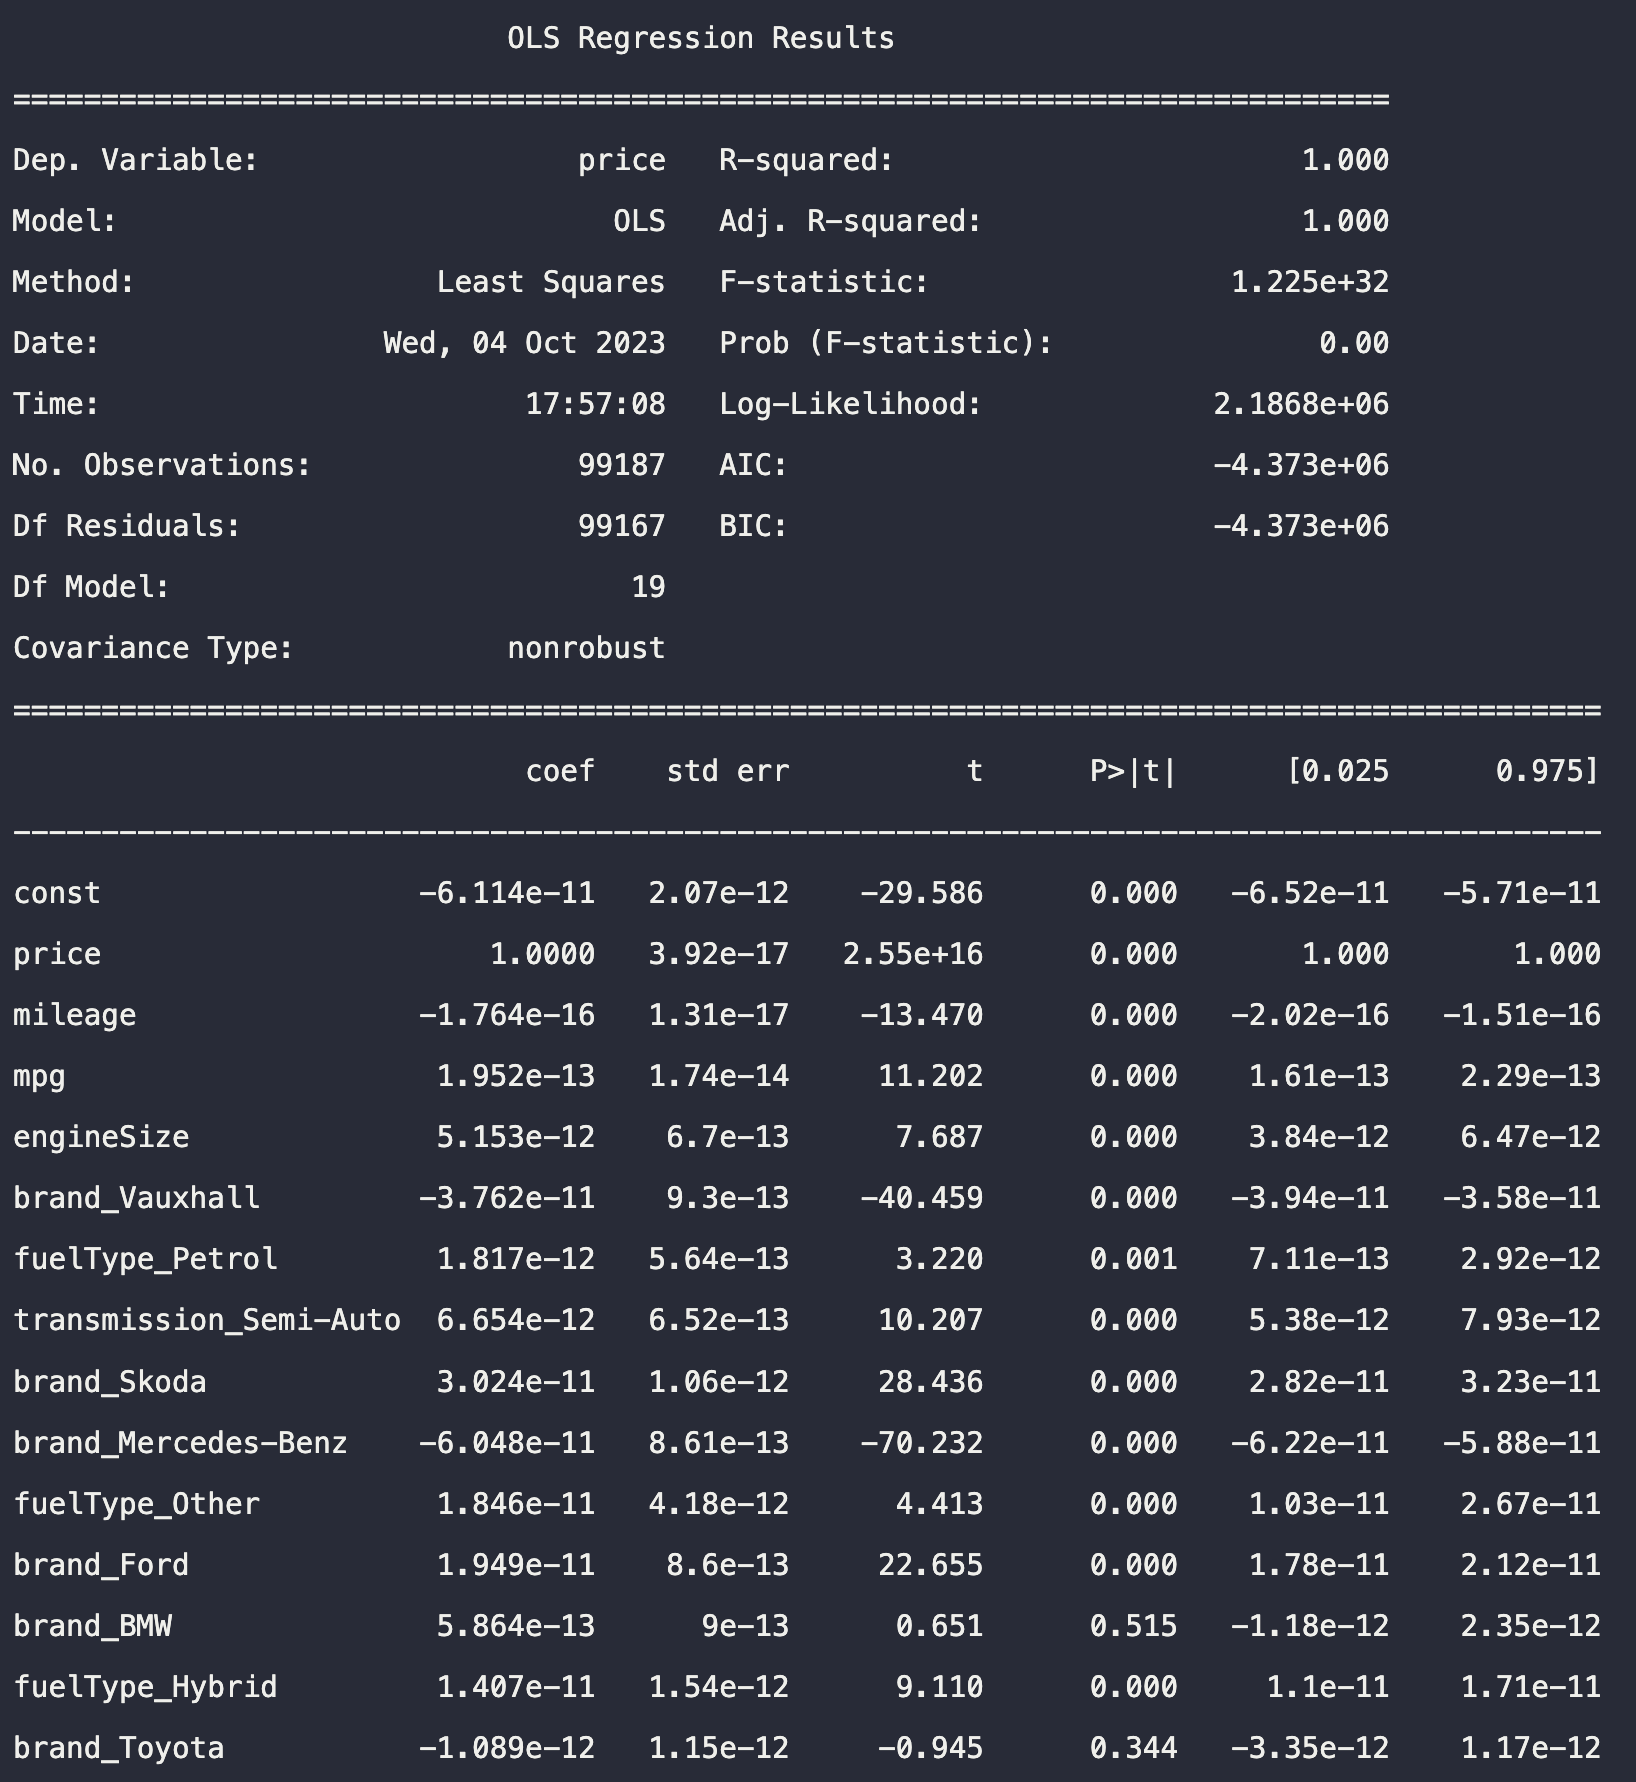 OLS Regression Results
==============================================================================
Dep. Variable: price R-squared: 1.000
Model: OLS Adj. R-squared: 1.000
Method: Least Squares F-statistic: 1.225e+32
Date: Wed, 04 Oct 2023 Prob (F-statistic): 0.00
Time: 17:57:08 Log-Likelihood: 2.1868e+06
No. Observations: 99187 AIC: -4.373e+06
Df Residuals: 99167 BIC: -4.373e+06
Df Model: 19
Covariance Type: nonrobust
==========================================================================================
coef std err t P>|t| [0.025 0.975]
------------------------------------------------------------------------------------------
const -6.114e-11 2.07e-12 -29.586 0.000 -6.52e-11 -5.71e-11
price 1.0000 3.92e-17 2.55e+16 0.000 1.000 1.000
mileage -1.764e-16 1.31e-17 -13.470 0.000 -2.02e-16 -1.51e-16
mpg 1.952e-13 1.74e-14 11.202 0.000 1.61e-13 2.29e-13
engineSize 5.153e-12 6.7e-13 7.687 0.000 3.84e-12 6.47e-12
brand_Vauxhall -3.762e-11 9.3e-13 -40.459 0.000 -3.94e-11 -3.58e-11
fuelType_Petrol 1.817e-12 5.64e-13 3.220 0.001 7.11e-13 2.92e-12
transmission_Semi-Auto 6.654e-12 6.52e-13 10.207 0.000 5.38e-12 7.93e-12
brand_Skoda 3.024e-11 1.06e-12 28.436 0.000 2.82e-11 3.23e-11
brand_Mercedes-Benz -6.048e-11 8.61e-13 -70.232 0.000 -6.22e-11 -5.88e-11
fuelType_Other 1.846e-11 4.18e-12 4.413 0.000 1.03e-11 2.67e-11
brand_Ford 1.949e-11 8.6e-13 22.655 0.000 1.78e-11 2.12e-11
brand_BMW 5.864e-13 9e-13 0.651 0.515 -1.18e-12 2.35e-12
fuelType_Hybrid 1.407e-11 1.54e-12 9.110 0.000 1.1e-11 1.71e-11
brand_Toyota -1.089e-12 1.15e-12 -0.945 0.344 -3.35e-12 1.17e-12